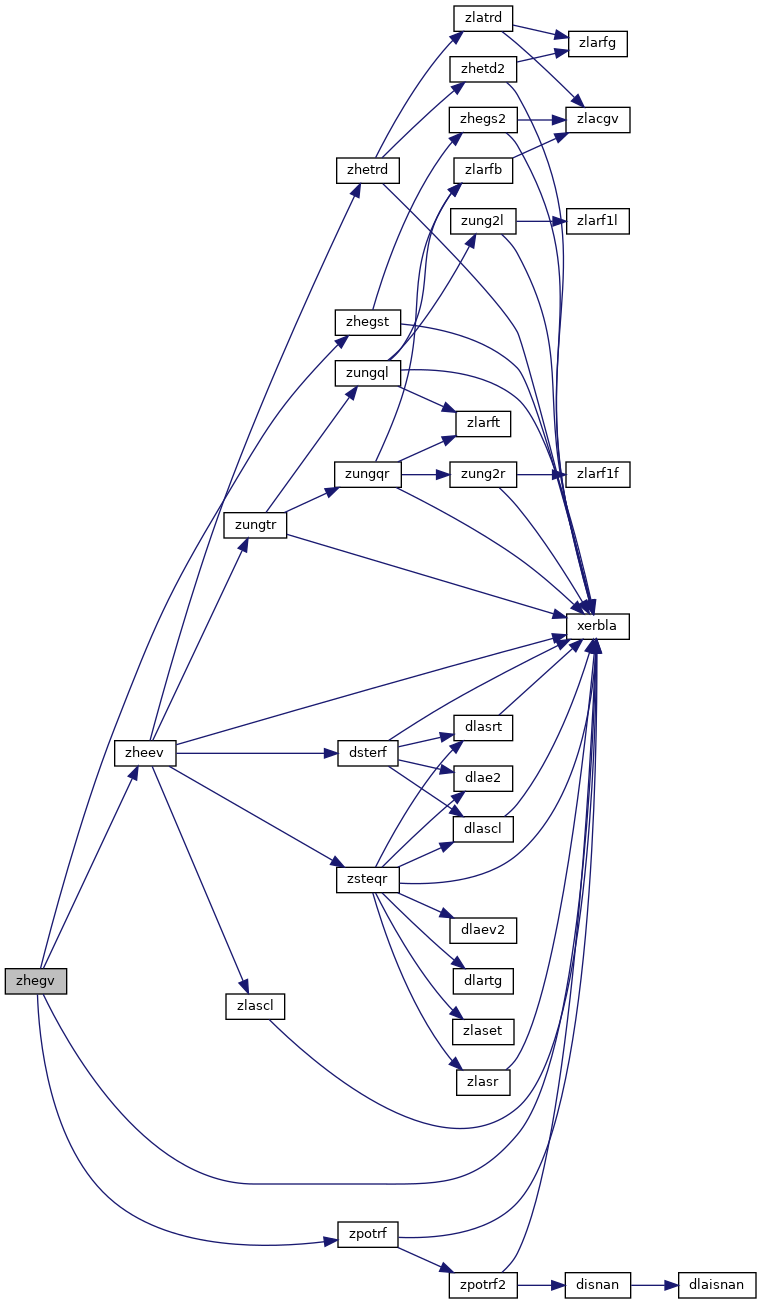 zlatrd
zlarfg
zhetd2
zhegs2
zlacgv
zhetrd
zlarfb
zung2l
zlarf1l
zhegst
zungql
zlarft
zungqr
zung2r
zlarf1f
zungtr
xerbla
dlasrt
zheev
dsterf
dlae2
dlascl
zsteqr
dlaev2
zhegv
dlartg
zlascl
zlaset
zlasr
zpotrf
zpotrf2
disnan
dlaisnan